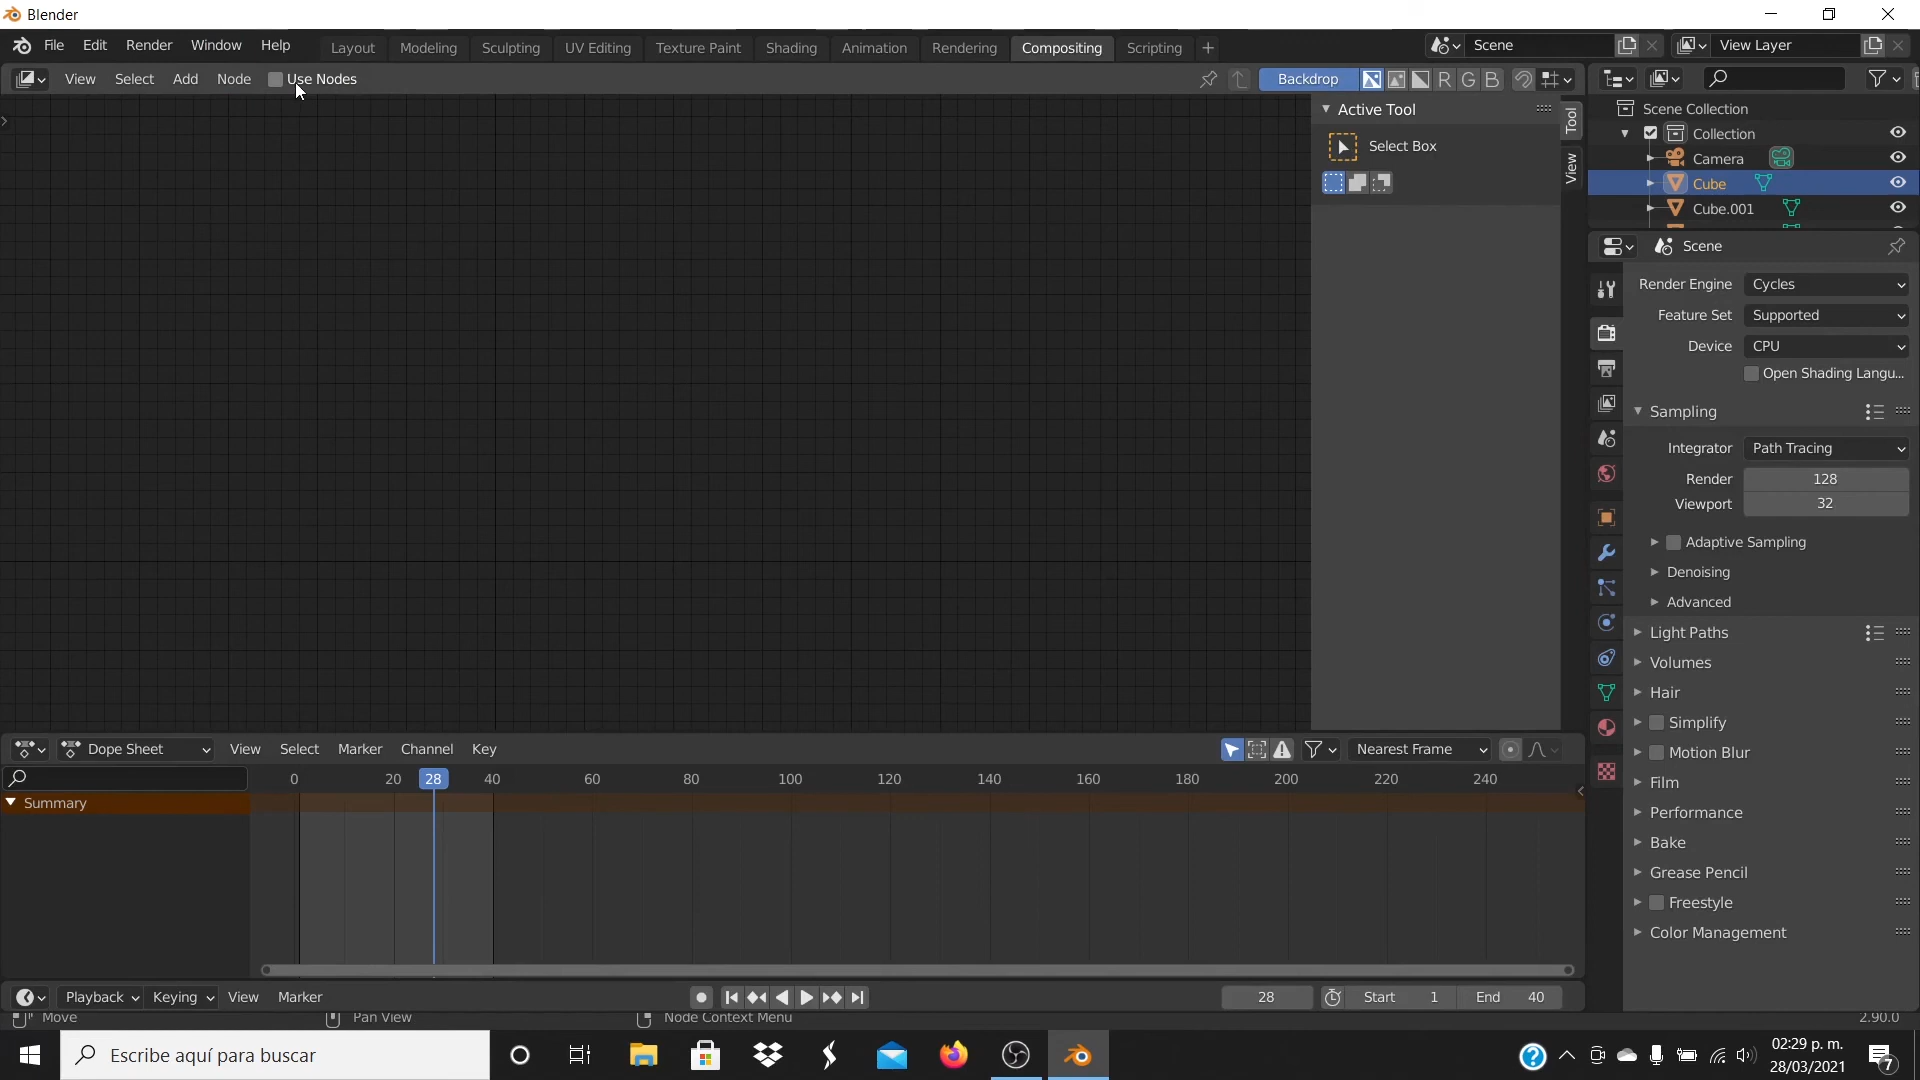 Blender
File Edit Render Window Help Layout Modeling Sculpting UV Editing Texture Paint Shading Animation Rendering Compositing Scripting + Scene View Layer
View Select Add Node Use Nodes Backdrop R G B
Active Tool
Select Box
Tool
View
Scene Collection
Collection
Camera
Cube
Cube.001
Scene
Render Engine Cycles
Feature Set Supported
Device CPU
Open Shading Langu...
Sampling
Integrator Path Tracing
Render 128
Viewport 32
Adaptive Sampling
Denoising
Advanced
Light Paths
Volumes
Hair
Simplify
Motion Blur
Film
Performance
Bake
Grease Pencil
Freestyle
Color Management
Dope Sheet View Select Marker Channel Key Nearest Frame
0 20 28 40 60 80 100 120 140 160 180 200 220 240
Summary
Playback Keying View Marker 28 Start 1 End 40
Move Pan View Node Context Menu 2.90.0
Escribe aquí para buscar
02:29 p. m.
28/03/2021
7